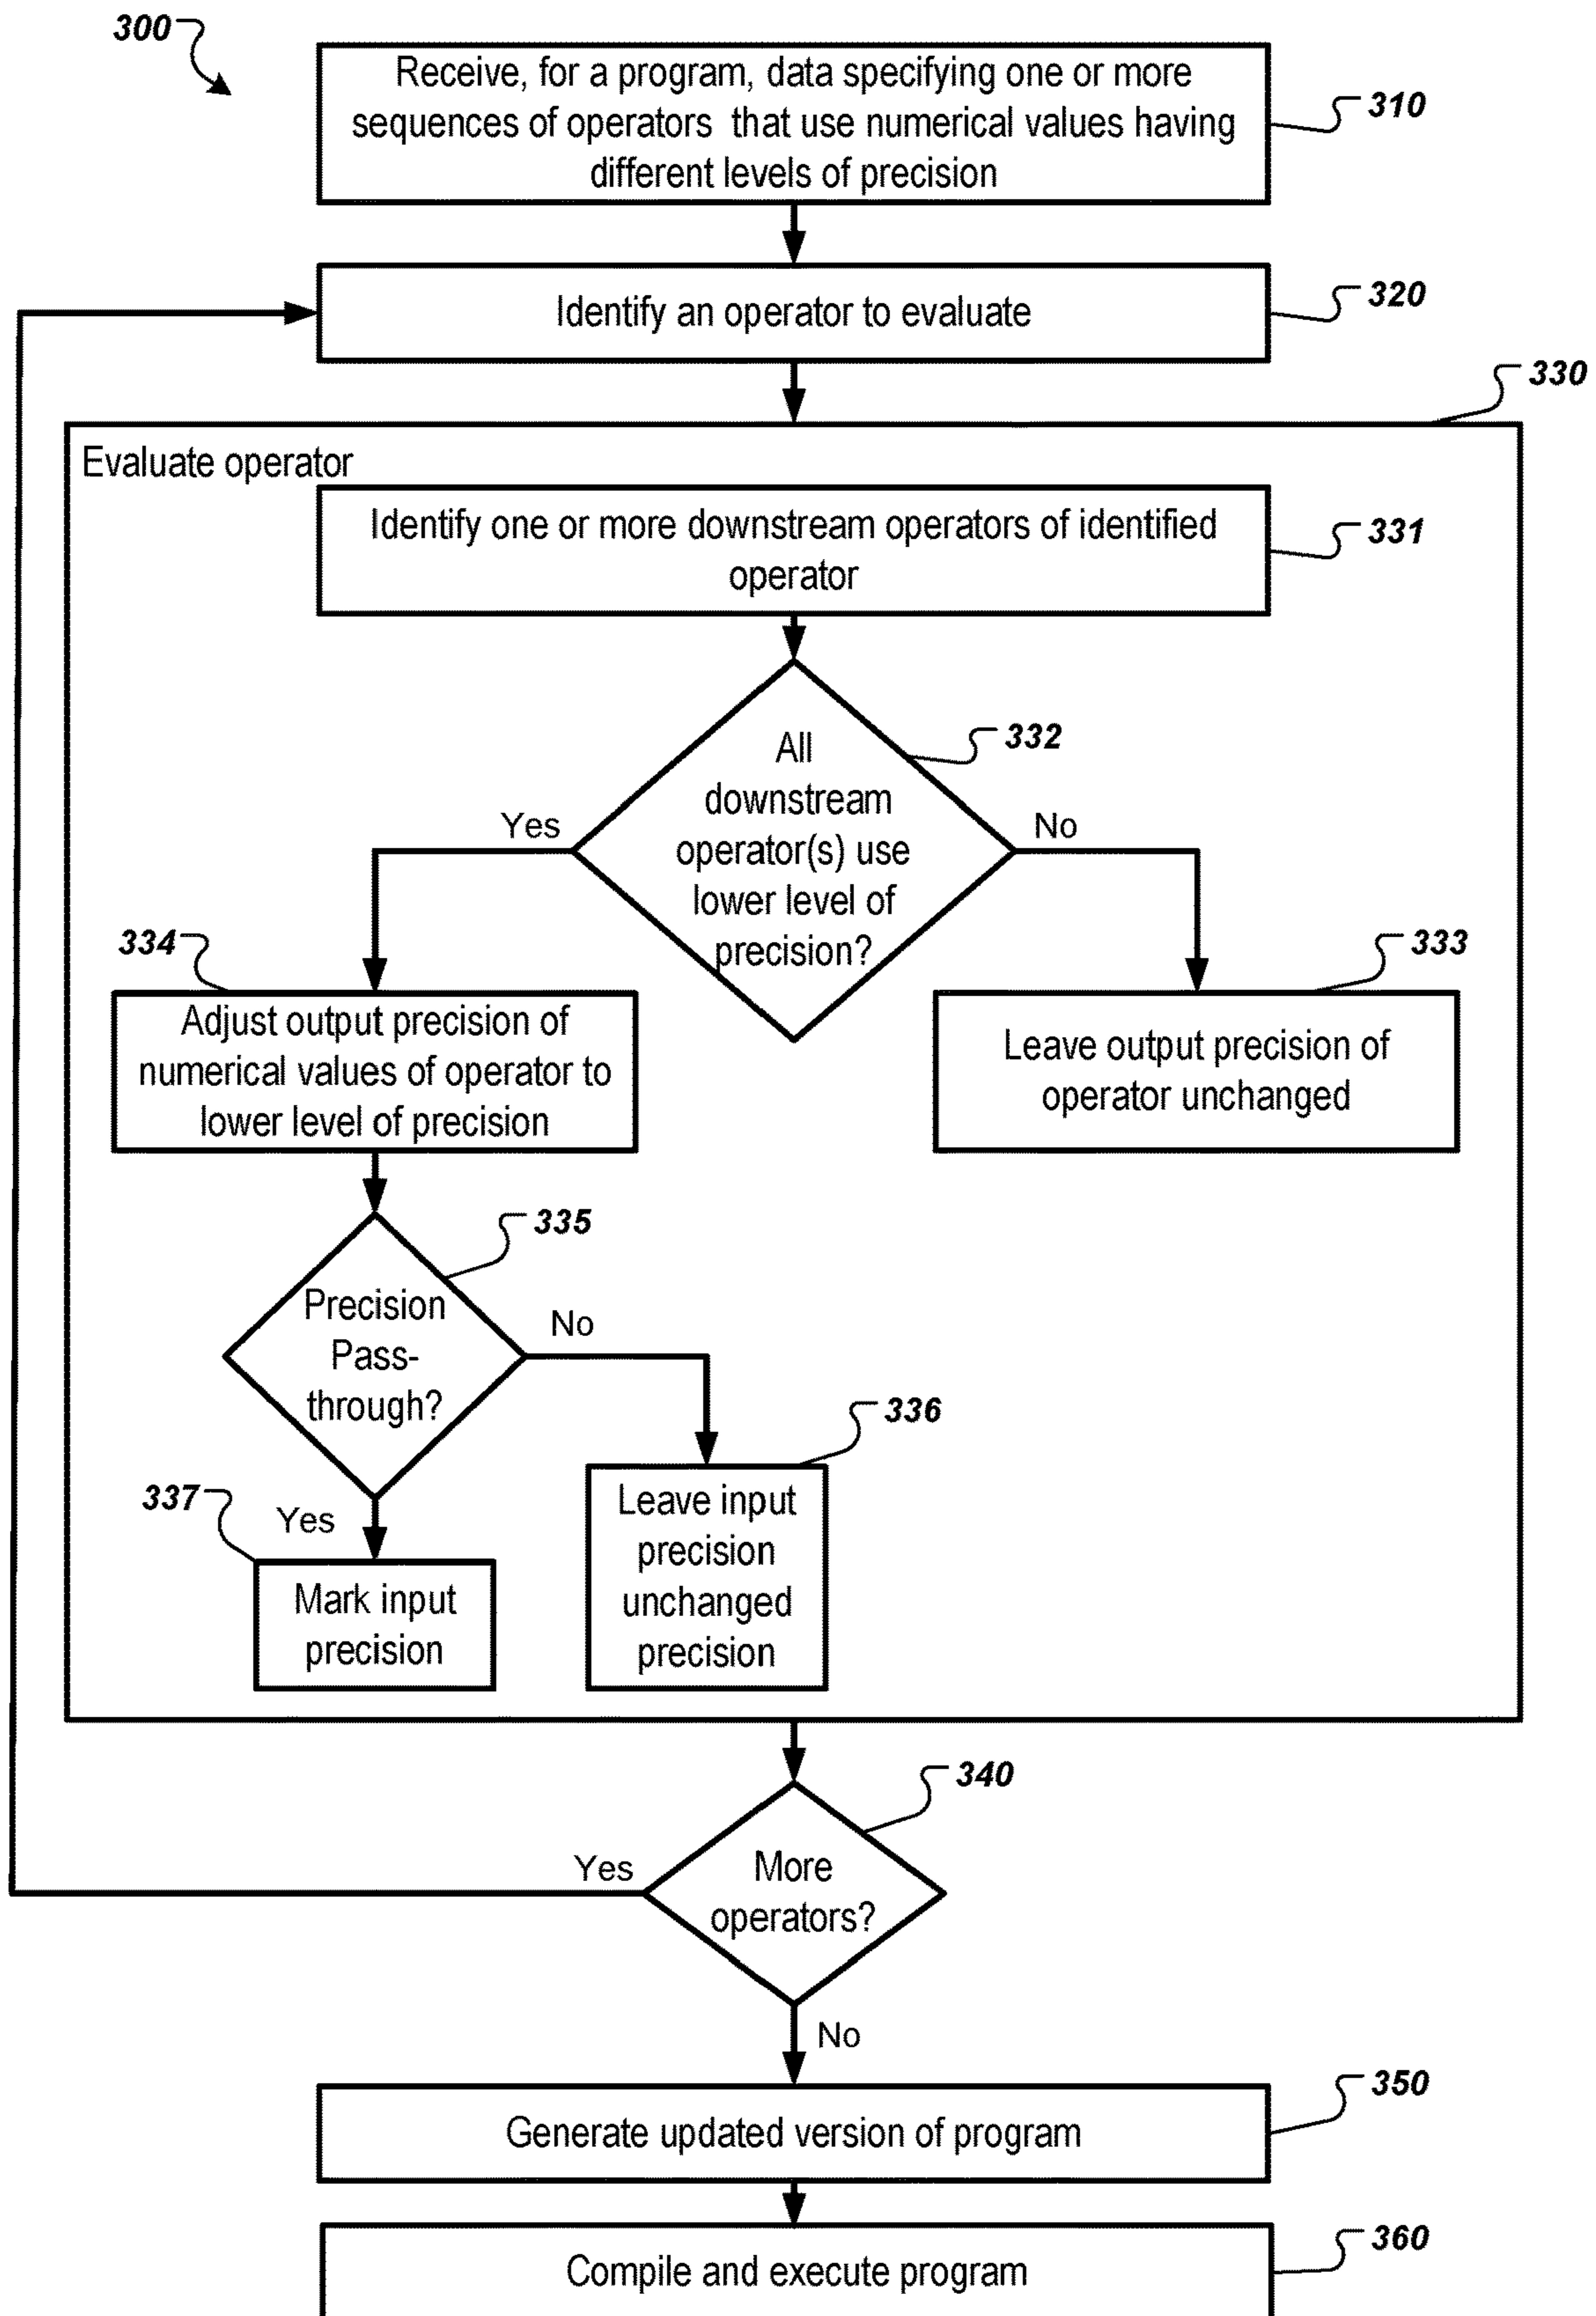 300
Receive, for a program, data specifying one or more
sequences of operators that use numerical values having
different levels of precision
310
Identify an operator to evaluate
320
330
Evaluate operator
Identify one or more downstream operators of identified
operator
331
All
downstream
operator(s) use
lower level of
precision?
332
Yes
No
334
Adjust output precision of
numerical values of operator to
lower level of precision
333
Leave output precision of
operator unchanged
335
Precision
Pass-
through?
No
336
Leave input
precision
unchanged
precision
337
Yes
Mark input
precision
340
More
operators?
Yes
No
350
Generate updated version of program
360
Compile and execute program